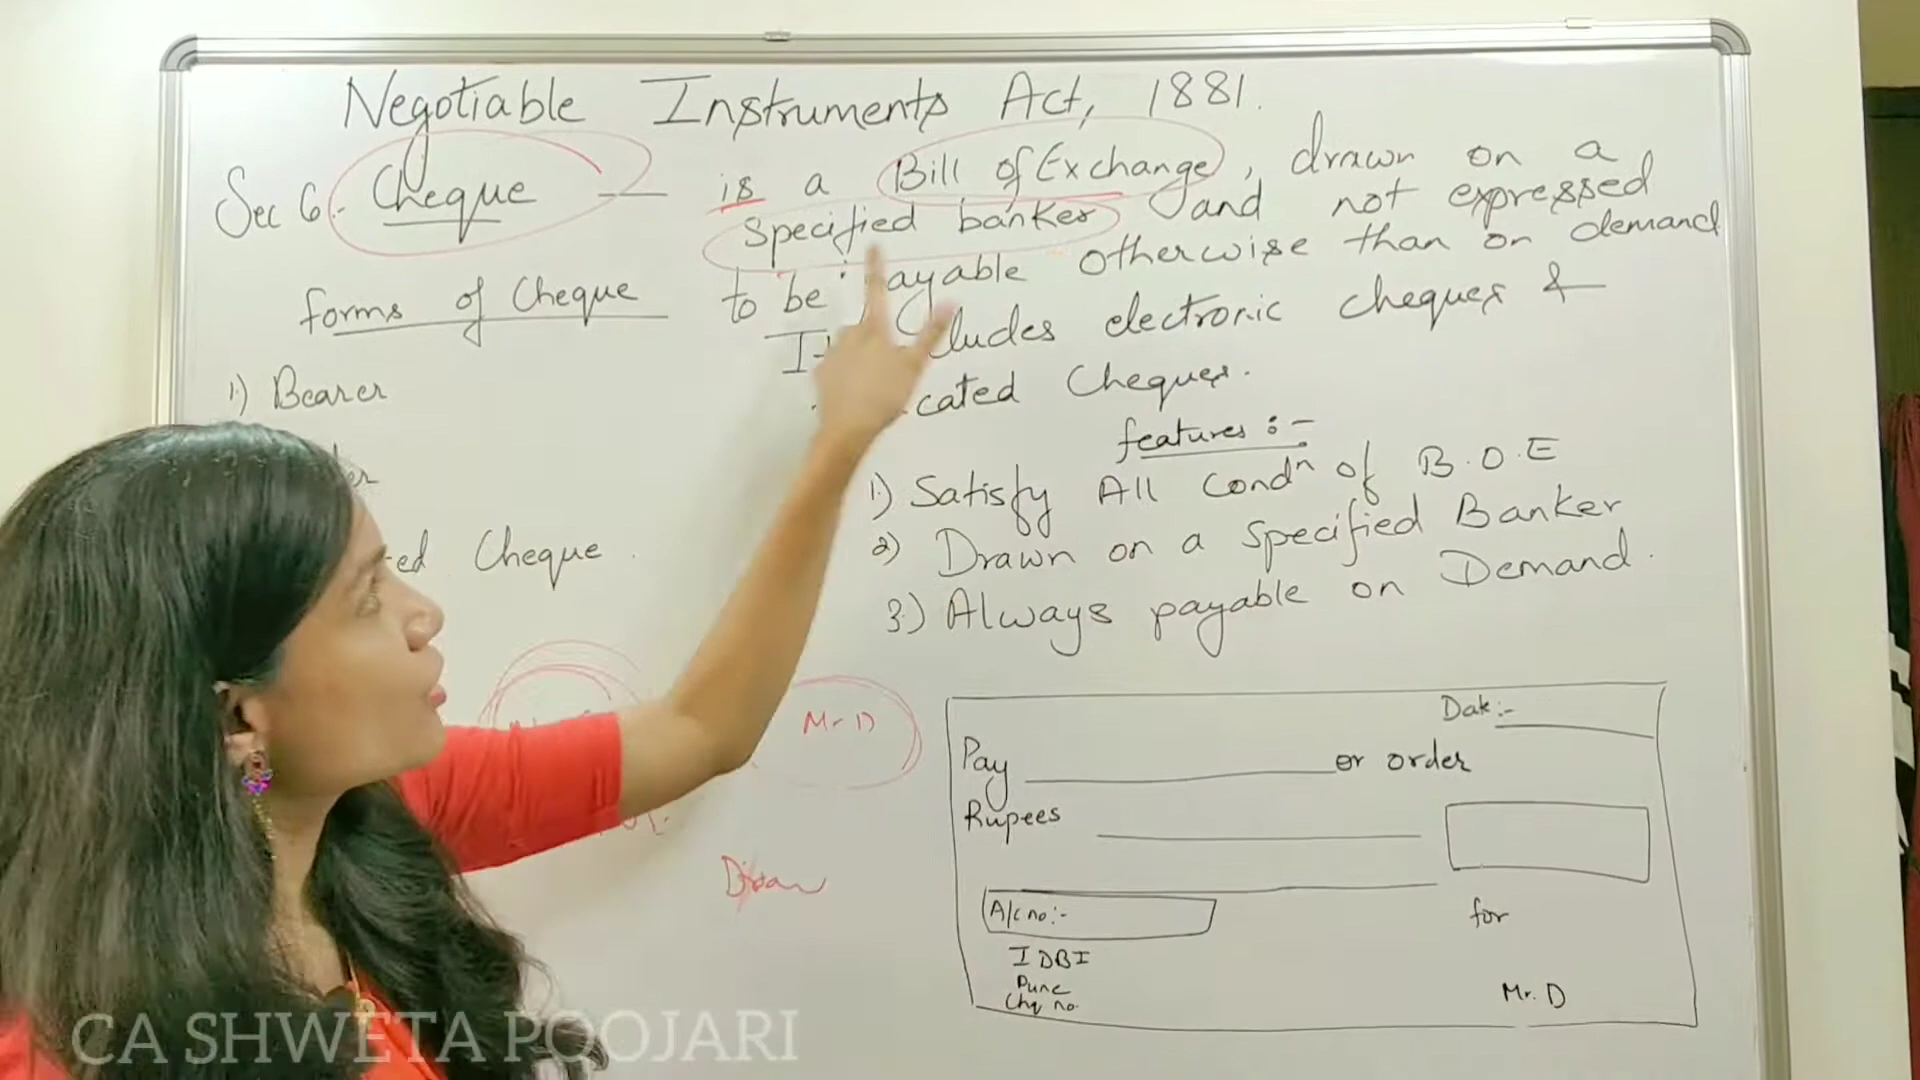 Negotiable Instruments Act, 1881.
Sec 6:- Cheque — is a Bill of Exchange, drawn on a
specified banker and not expressed
to be payable otherwise than on demand
It cludes electronic cheques &
cated Cheques.
forms of Cheque
1) Bearer
er
ed Cheque.
features :-
1) Satisfy All Condn of B.O.E
2) Drawn on a specified Banker
3.) Always payable on Demand.
Mr D
Date:-
Pay or order
Rupees
A/c no:-
for
IDBI
Pune
Chq no.
Mr. D
CA SHWETA POOJARI